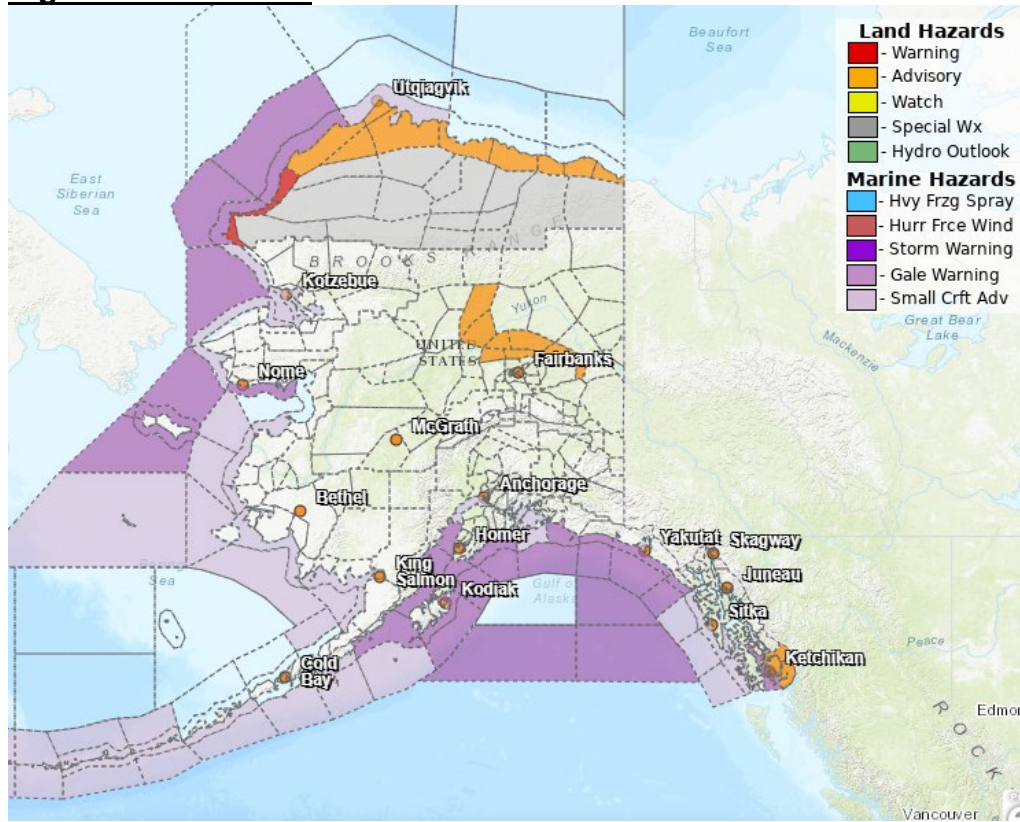 Beaufort
Sea
Land Hazards
- Warning
- Advisory
- Watch
- Special Wx
- Hydro Outlook
Marine Hazards
- Hvy Frzg Spray
- Hurr Frce Wind
- Storm Warning
- Gale Warning
- Small Crft Adv
Utqiagvik
East
Siberian
Sea
BROOKS RANGE
Kotzebue
Yukon
UNITED
STATES
Fairbanks
Great Bear
Lake
Mackenzie
Nome
McGrath
Anchorage
Bethel
Homer
Yakutat
Skagway
King
Salmon
Juneau
Sea
Kodiak
Gulf of
Alaska
Sitka
Cold
Bay
Ketchikan
Peace
ROCK
Edmo
Vancouver